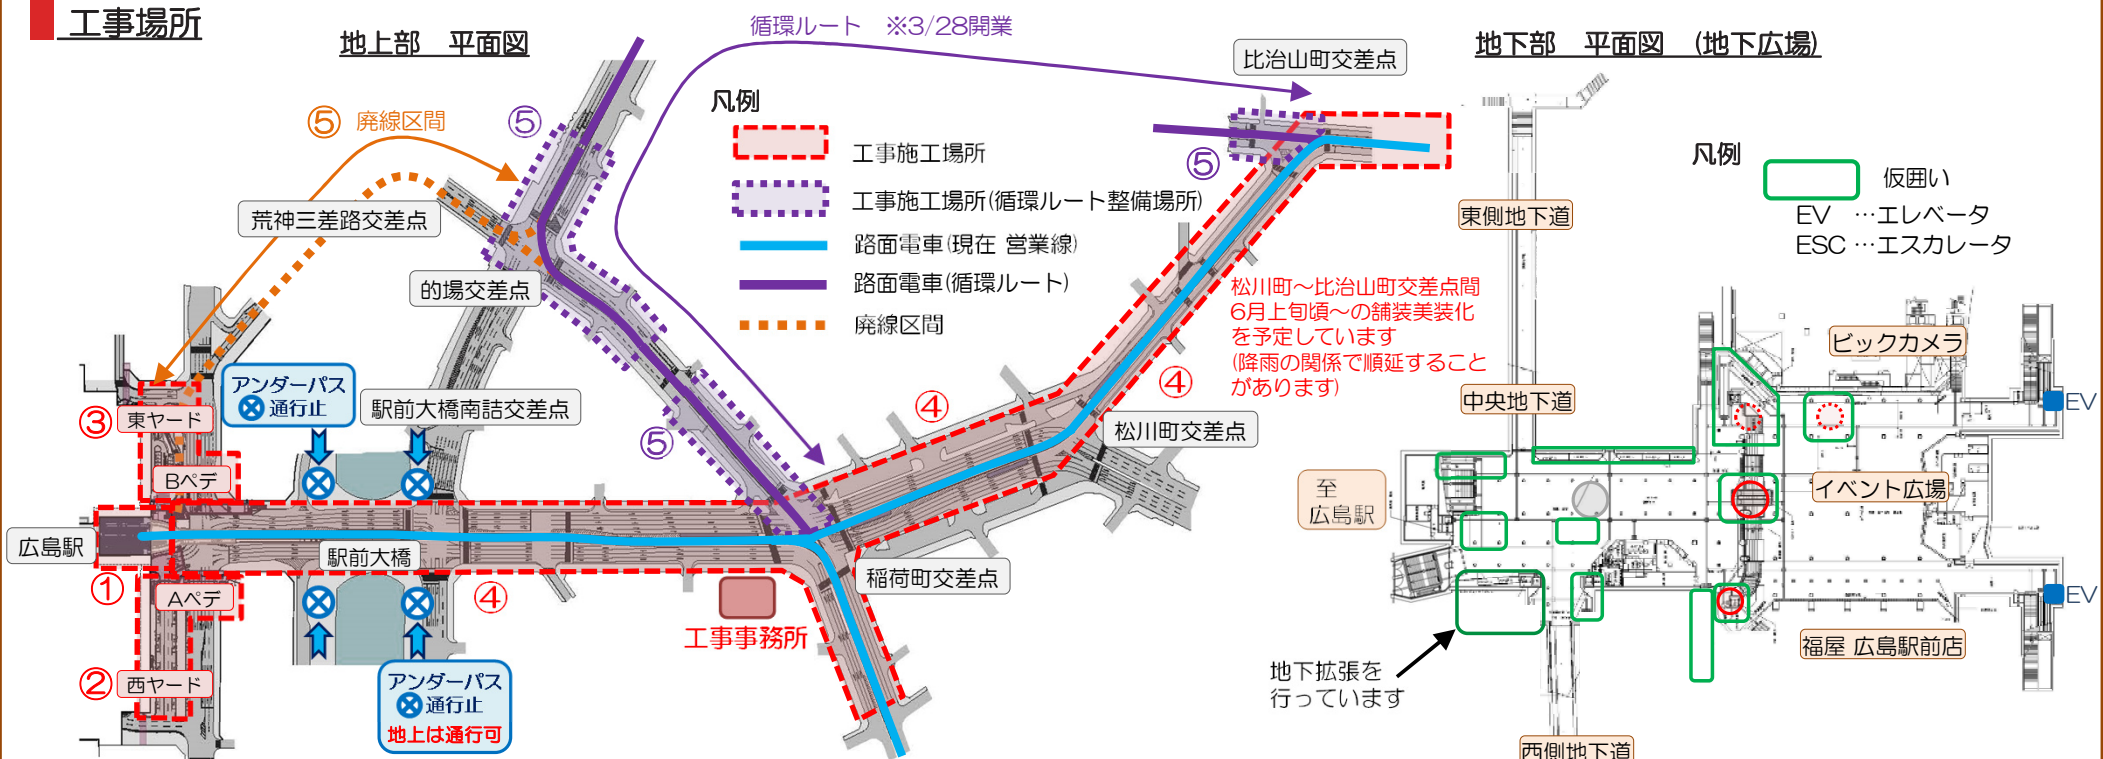 工事場所
地上部　平面図
循環ルート　※3/28開業
比治山町交差点
地下部　平面図　(地下広場)
⑤ 廃線区間
⑤
凡例
工事施工場所
工事施工場所(循環ルート整備場所)
路面電車(現在 営業線)
路面電車(循環ルート)
廃線区間
⑤
荒神三差路交差点
的場交差点
松川町～比治山町交差点間
6月上旬頃～の舗装美装化
を予定しています
(降雨の関係で順延すること
があります)
④
アンダーパス
通行止
駅前大橋南詰交差点
③
東ヤード
Bペデ
④
⑤
松川町交差点
広島駅
駅前大橋
①
Aペデ
④
稲荷町交差点
工事事務所
②
西ヤード
アンダーパス
通行止
地上は通行可
凡例
仮囲い
EV …エレベータ
ESC …エスカレータ
東側地下道
ビックカメラ
中央地下道
EV
至
広島駅
イベント広場
EV
福屋 広島駅前店
地下拡張を
行っています
西側地下道